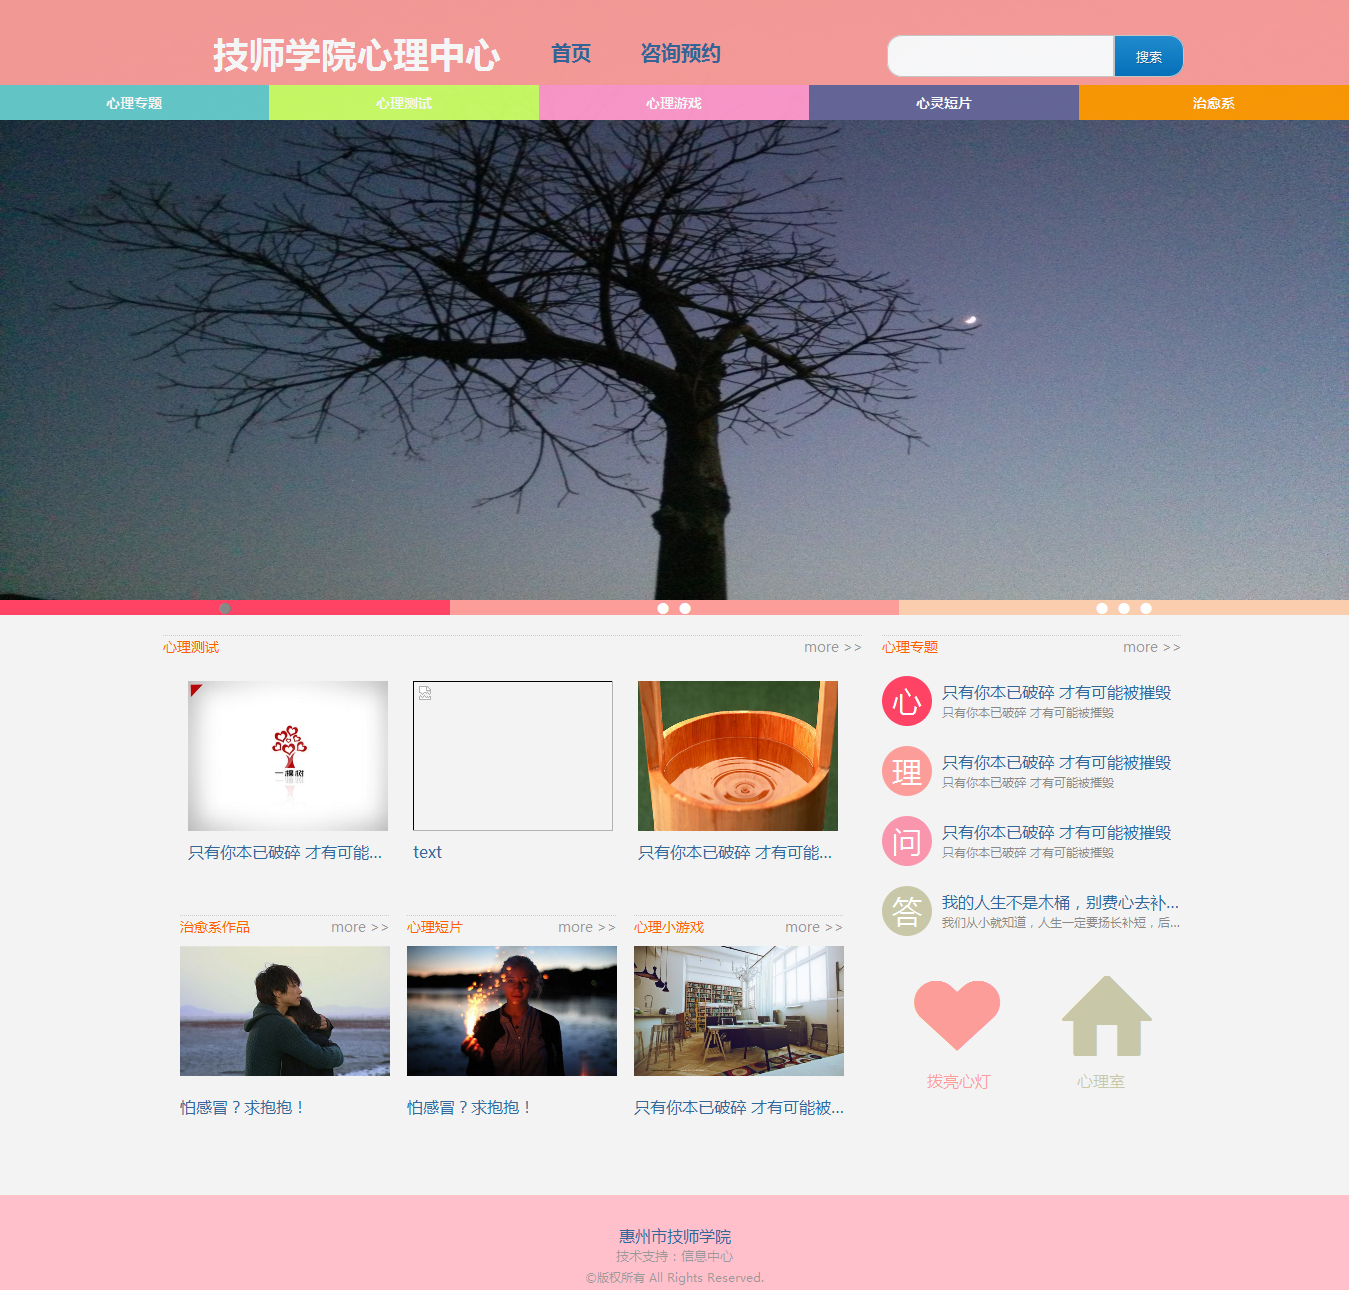 技师学院心理中心 首页 咨询预约 搜索
心理专题 心理测试 心理游戏 心灵短片 治愈系
心理测试 more >>
一棵树
只有你本已破碎 才有可能...
text
只有你本已破碎 才有可能...
心理专题 more >>
心
只有你本已破碎 才有可能被摧毁
只有你本已破碎 才有可能被摧毁
理
只有你本已破碎 才有可能被摧毁
只有你本已破碎 才有可能被摧毁
问
只有你本已破碎 才有可能被摧毁
只有你本已破碎 才有可能被摧毁
答
我的人生不是木桶，别费心去补...
我们从小就知道，人生一定要扬长补短，后...
治愈系作品 more >>
怕感冒？求抱抱！
心理短片 more >>
怕感冒？求抱抱！
心理小游戏 more >>
只有你本已破碎 才有可能被...
拨亮心灯
心理室
惠州市技师学院
技术支持：信息中心
©版权所有 All Rights Reserved.